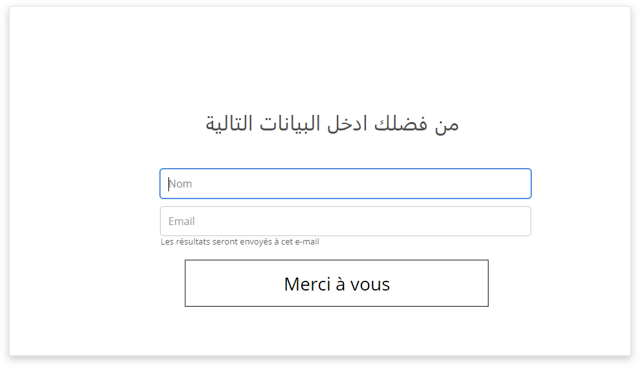 من فضلك ادخل البيانات التالية
Nom
Email
Les résultats seront envoyés à cet e-mail
Merci à vous